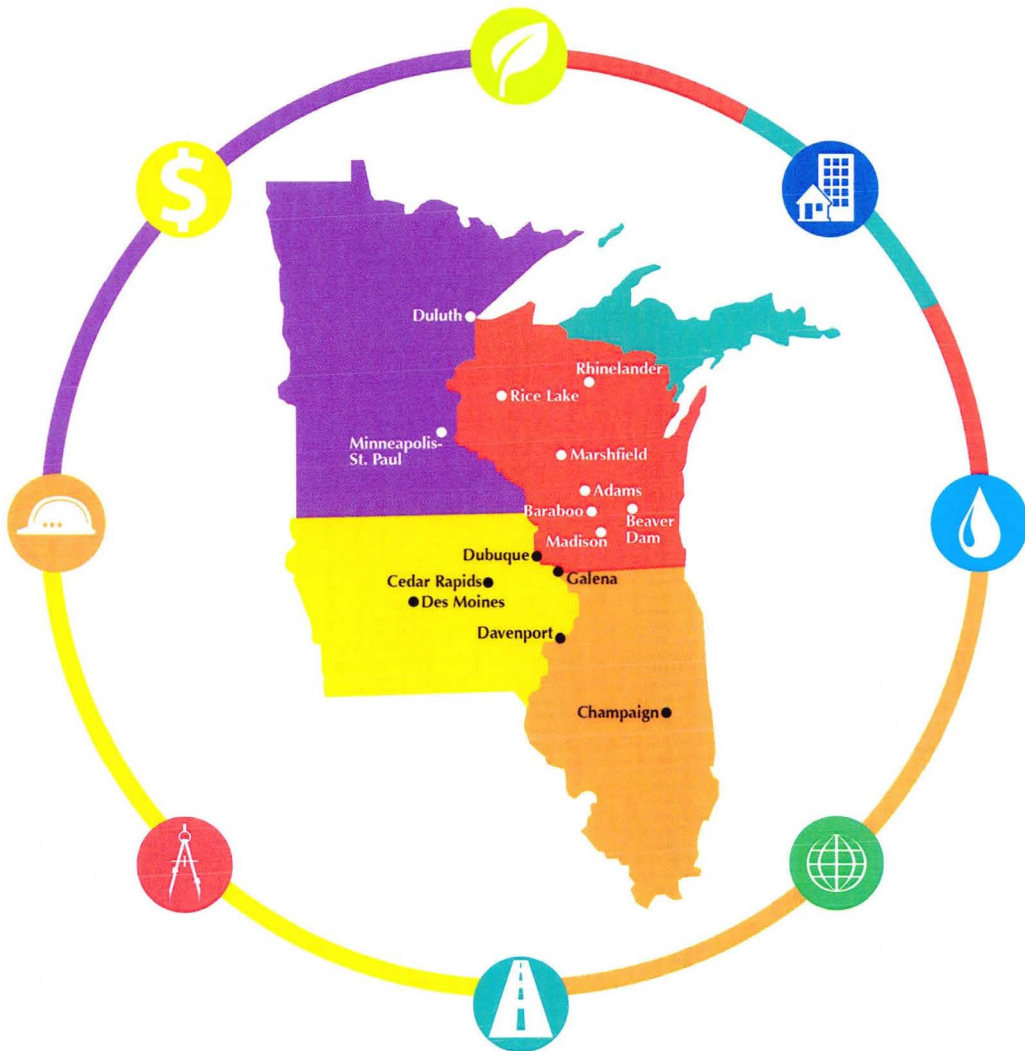 $
Duluth
Rhinelander
Rice Lake
Minneapolis-
St. Paul
Marshfield
Adams
Baraboo
Beaver
Dam
Madison
Dubuque
Galena
Cedar Rapids
Des Moines
Davenport
Champaign